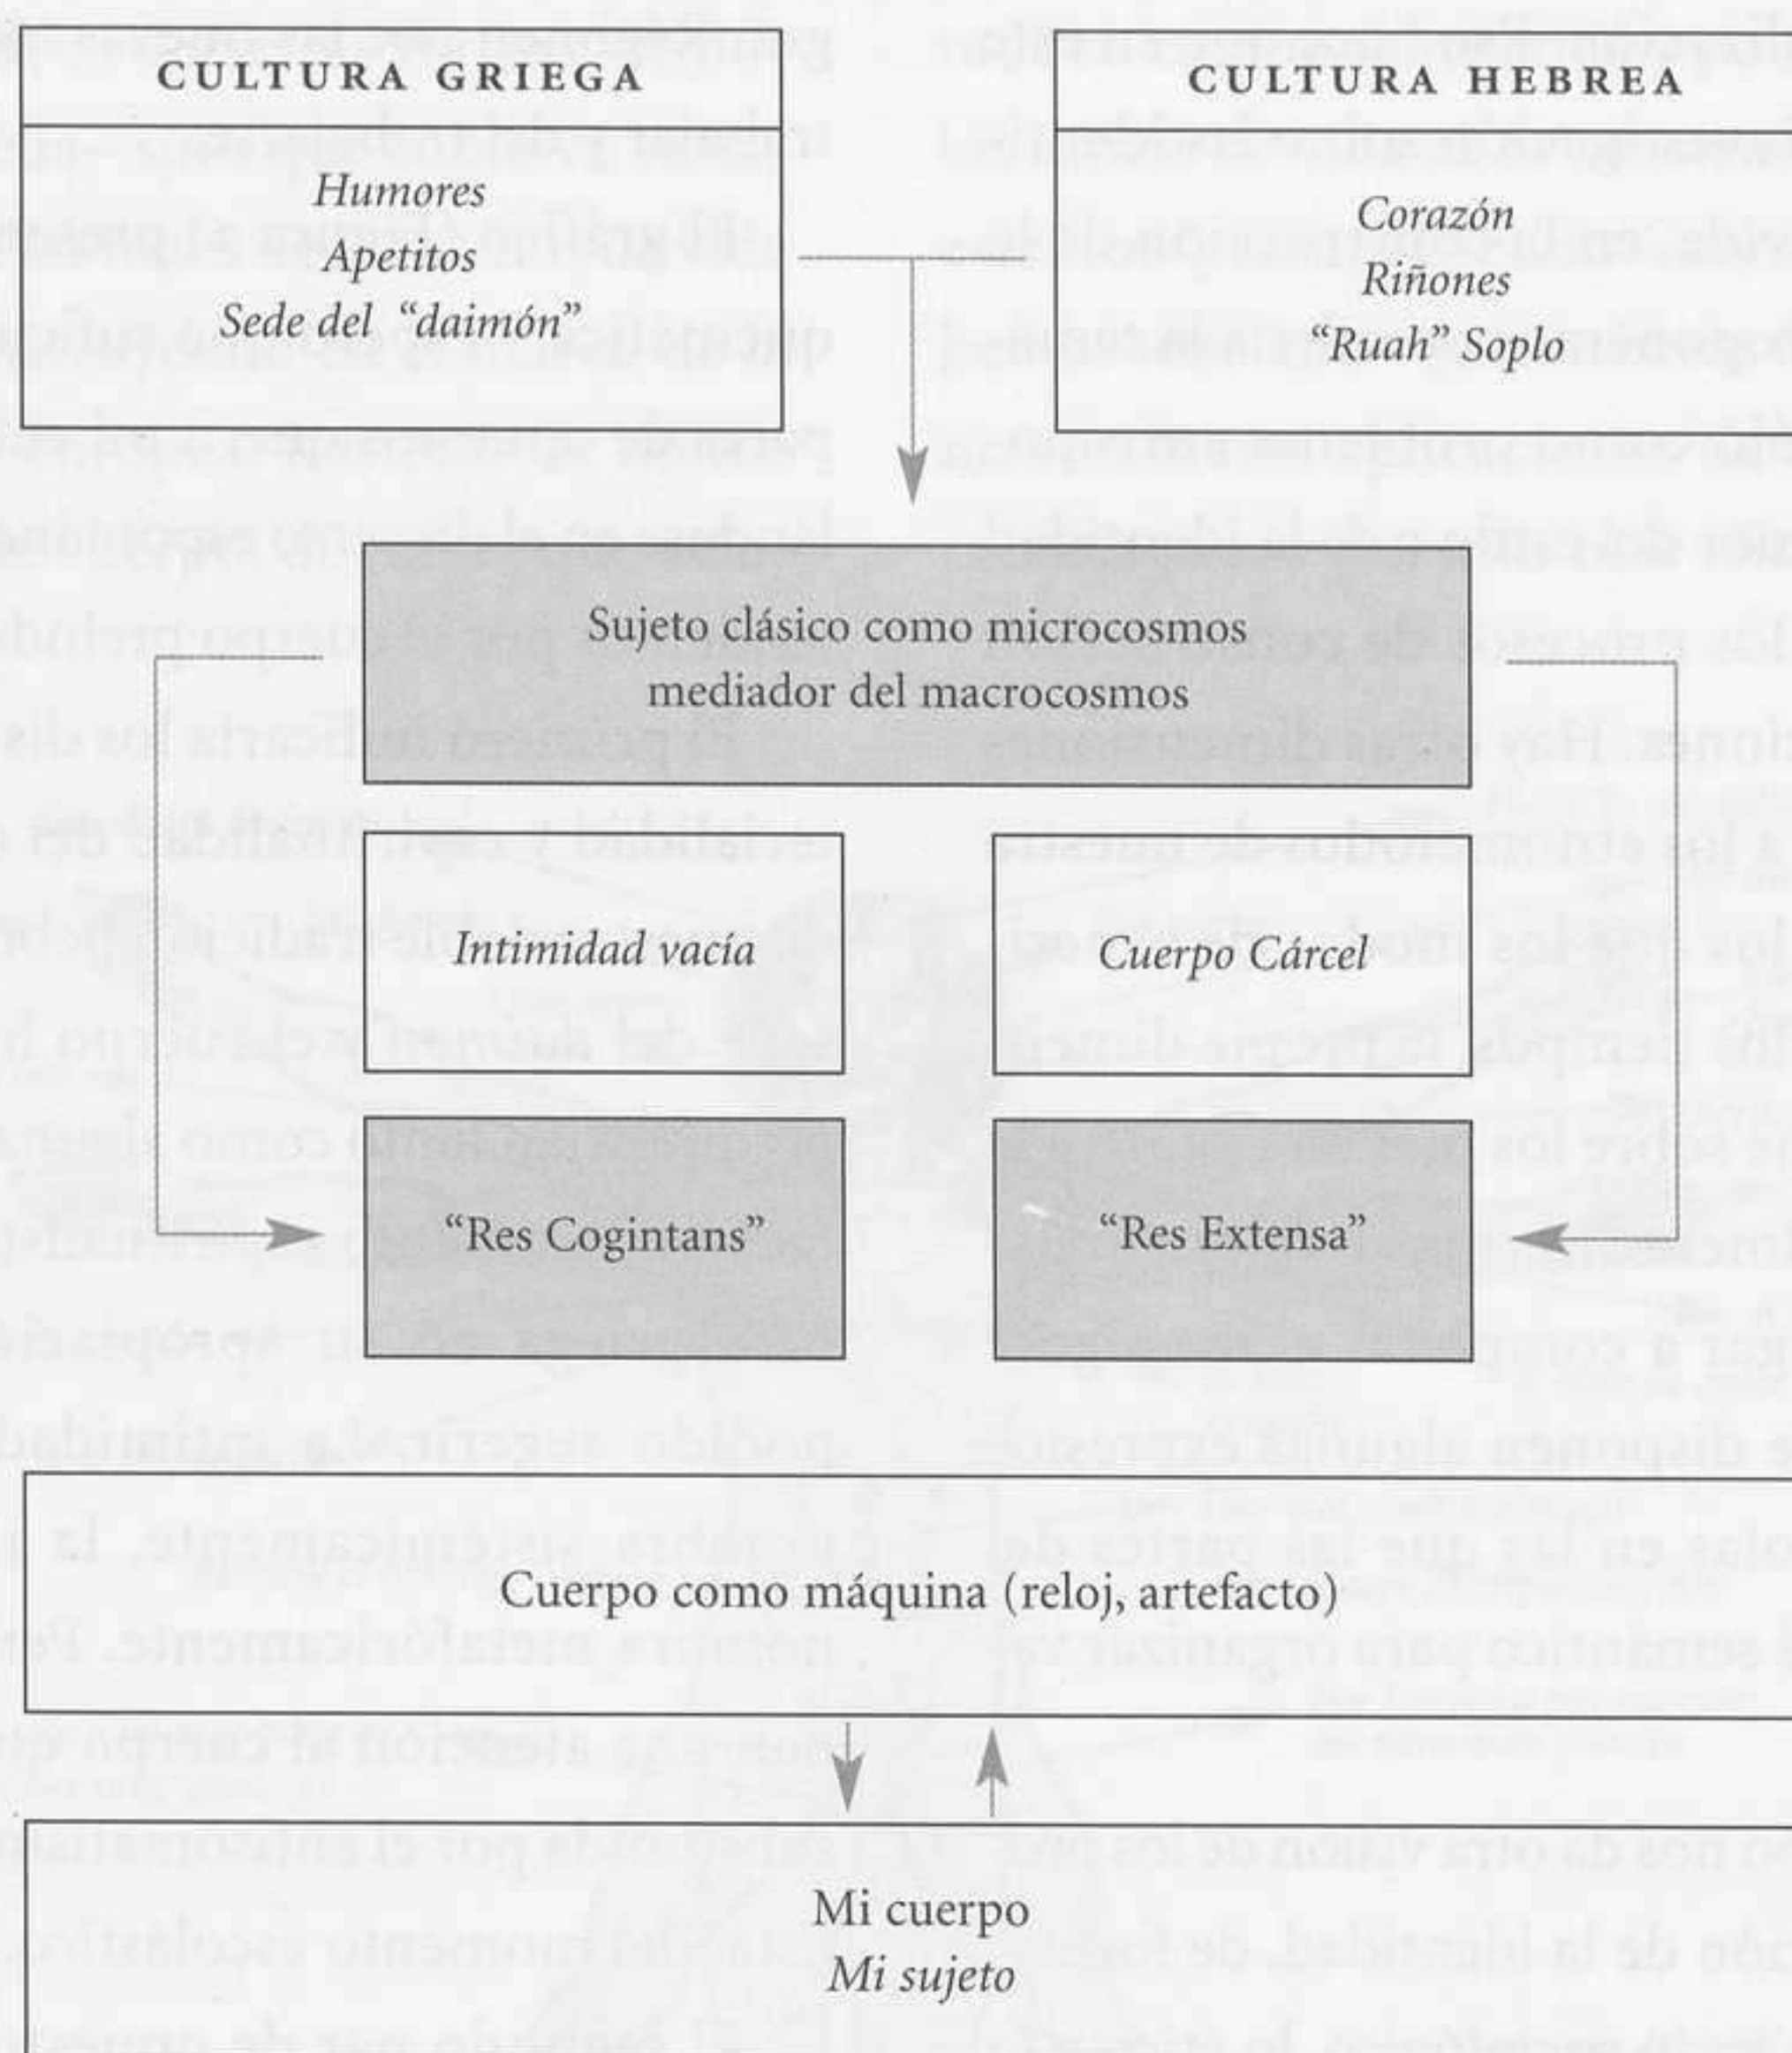 CULTURA GRIEGA
Humores
Apetitos
Sede del “daimón”
CULTURA HEBREA
Corazón
Riñones
“Ruah” Soplo
Sujeto clásico como microcosmos
mediador del macrocosmos
Intimidad vacía
Cuerpo Cárcel
“Res Cogintans”
“Res Extensa”
Cuerpo como máquina (reloj, artefacto)
Mi cuerpo
Mi sujeto